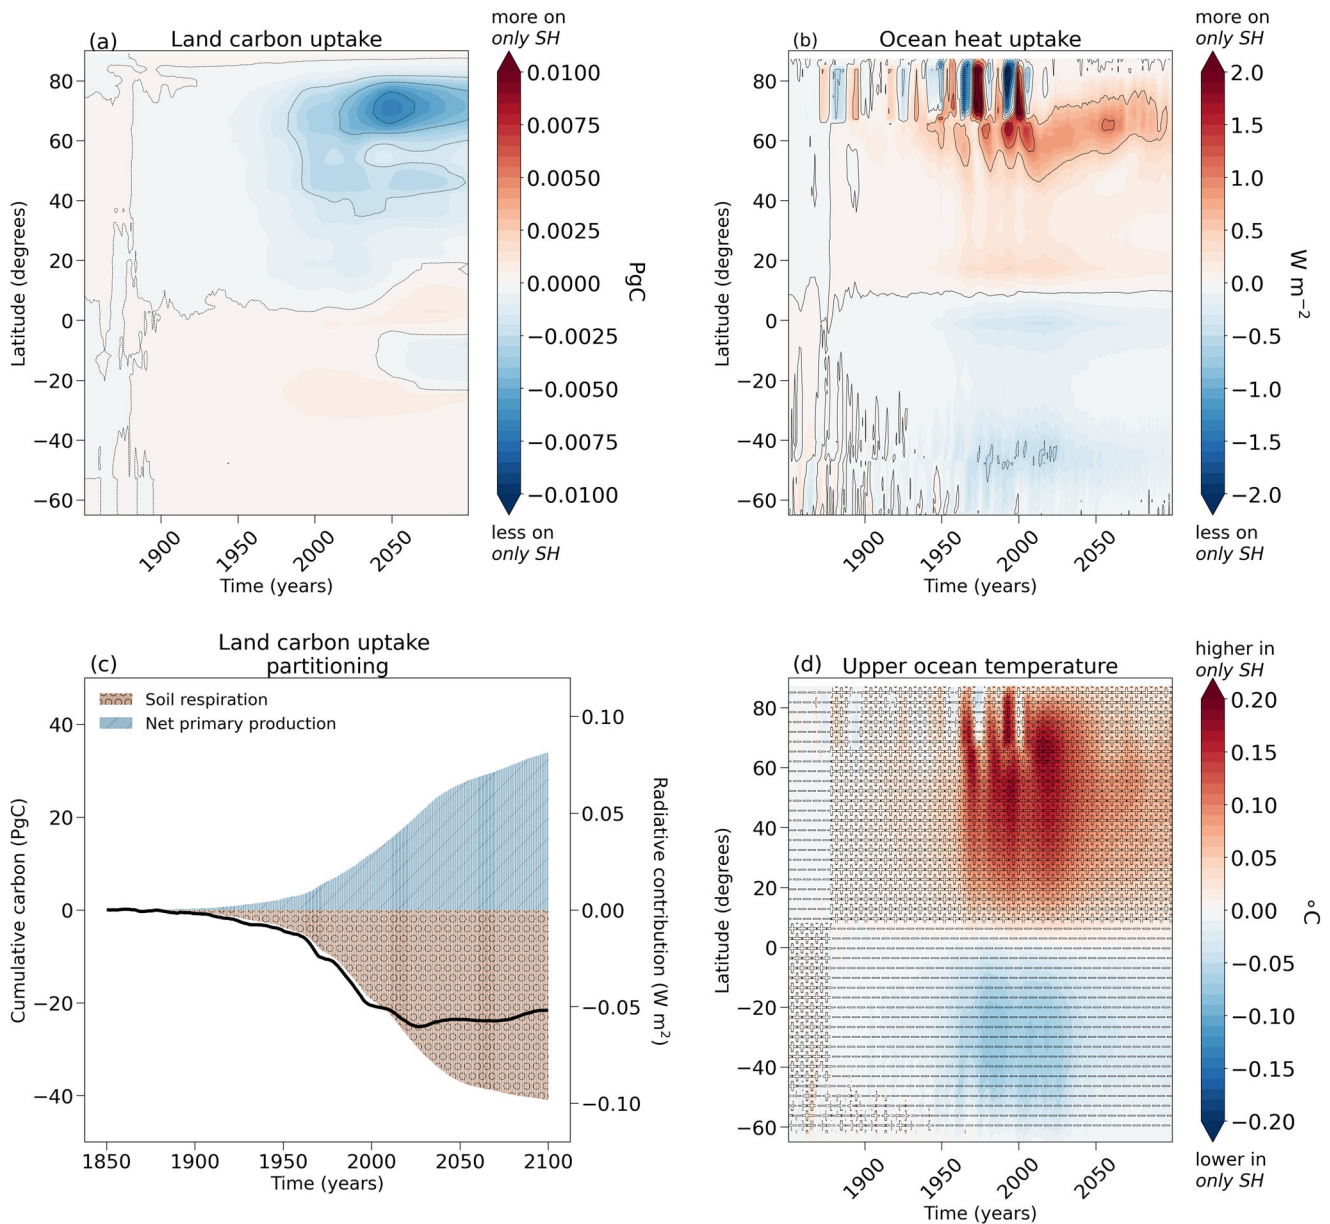 (a)
Land carbon uptake
more on
only SH
80
60
40
20
0
−20
−40
−60
Latitude (degrees)
1900
1950
2000
2050
Time (years)
0.0100
0.0075
0.0050
0.0025
0.0000
−0.0025
−0.0050
−0.0075
−0.0100
PgC
less on
only SH
(b)
Ocean heat uptake
more on
only SH
80
60
40
20
0
−20
−40
−60
Latitude (degrees)
1900
1950
2000
2050
Time (years)
2.0
1.5
1.0
0.5
0.0
−0.5
−1.0
−1.5
−2.0
W m−2
less on
only SH
(c)
Land carbon uptake
partitioning
Soil respiration
Net primary production
40
20
0
−20
−40
Cumulative carbon (PgC)
0.10
0.05
0.00
−0.05
−0.10
Radiative contribution (W m2)
1850
1900
1950
2000
2050
2100
Time (years)
(d)
Upper ocean temperature
higher in
only SH
80
60
40
20
0
−20
−40
−60
Latitude (degrees)
1900
1950
2000
2050
Time (years)
0.20
0.15
0.10
0.05
0.00
−0.05
−0.10
−0.15
−0.20
°C
lower in
only SH